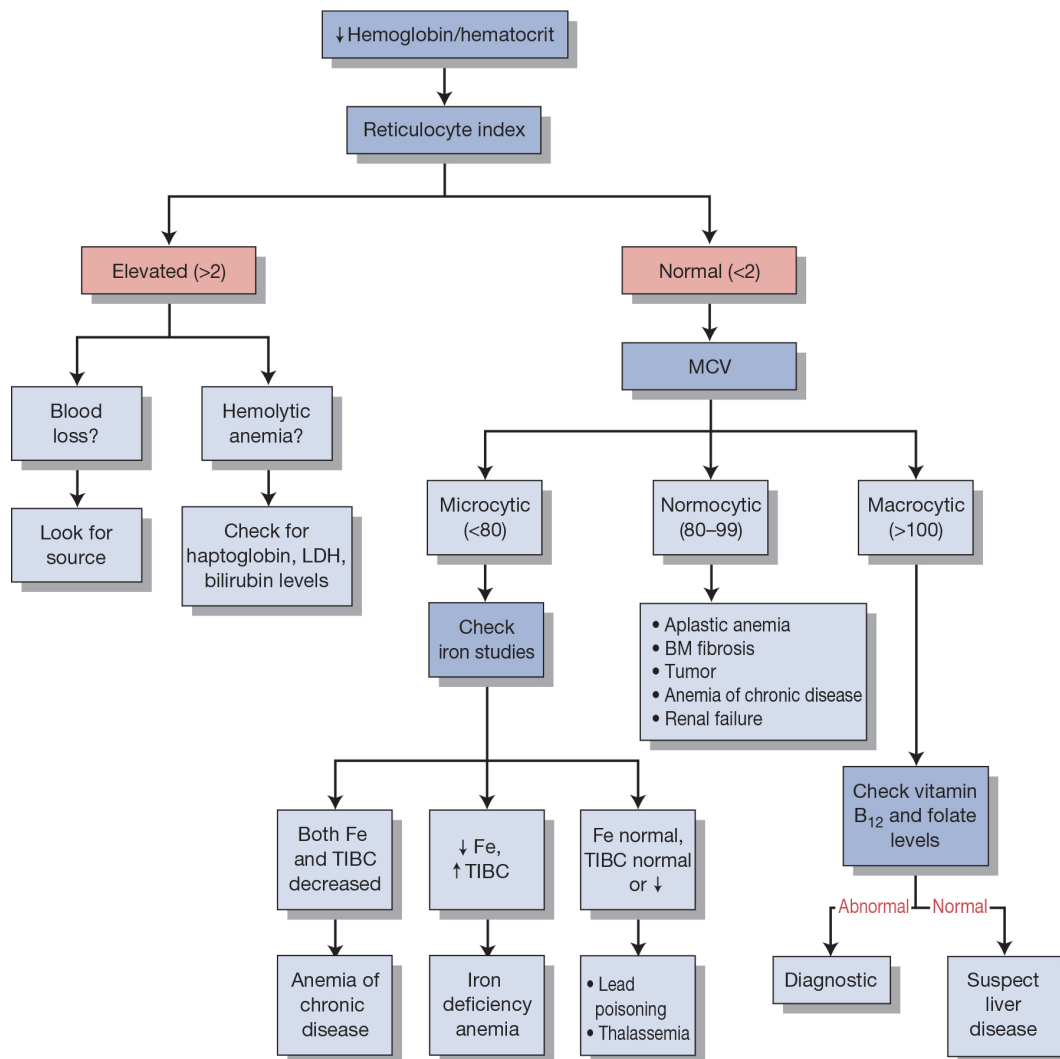 ↓Hemoglobin/hematocrit
Reticulocyte index
Elevated (>2)
Normal (<2)
MCV
Blood
loss?
Hemolytic
anemia?
Look for
source
Check for
haptoglobin, LDH,
bilirubin levels
Microcytic
(<80)
Normocytic
(80–99)
Macrocytic
(>100)
Check
iron studies
• Aplastic anemia
• BM fibrosis
• Tumor
• Anemia of chronic disease
• Renal failure
Both Fe
and TIBC
decreased
↓ Fe,
↑ TIBC
Fe normal,
TIBC normal
or ↓
Check vitamin
B₁₂ and folate
levels
Abnormal
Normal
Anemia of
chronic
disease
Iron
deficiency
anemia
• Lead
poisoning
• Thalassemia
Diagnostic
Suspect
liver
disease